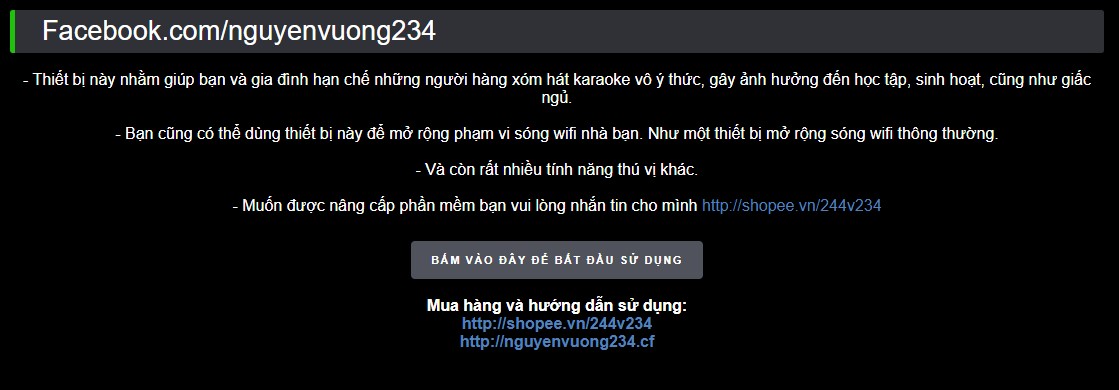 Facebook.com/nguyenvuong234
- Thiết bị này nhằm giúp bạn và gia đình hạn chế những người hàng xóm hát karaoke vô ý thức, gây ảnh hưởng đến học tập, sinh hoạt, cũng như giấc
ngủ.
- Bạn cũng có thể dùng thiết bị này để mở rộng phạm vi sóng wifi nhà bạn. Như một thiết bị mở rộng sóng wifi thông thường.
- Và còn rất nhiều tính năng thú vị khác.
- Muốn được nâng cấp phần mềm bạn vui lòng nhắn tin cho mình http://shopee.vn/244v234
BẤM VÀO ĐÂY ĐỂ BẮT ĐẦU SỬ DỤNG
Mua hàng và hướng dẫn sử dụng:
http://shopee.vn/244v234
http://nguyenvuong234.cf